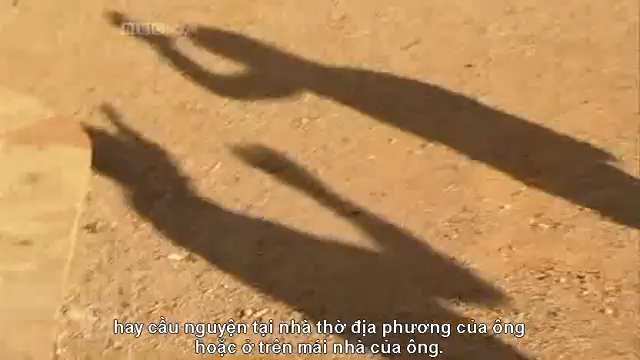 hay cầu nguyện tại nhà thờ địa phương của ông
hoặc ở trên mái nhà của ông.